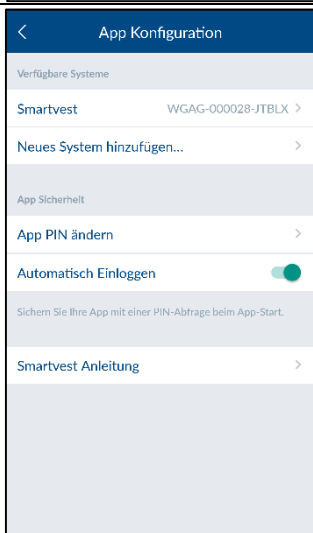 App Konfiguration
Verfügbare Systeme
Smartvest WGAG-000028-JTBLX
Neues System hinzufügen...
App Sicherheit
App PIN ändern
Automatisch Einloggen
Sichern Sie Ihre App mit einer PIN-Abfrage beim App-Start.
Smartvest Anleitung